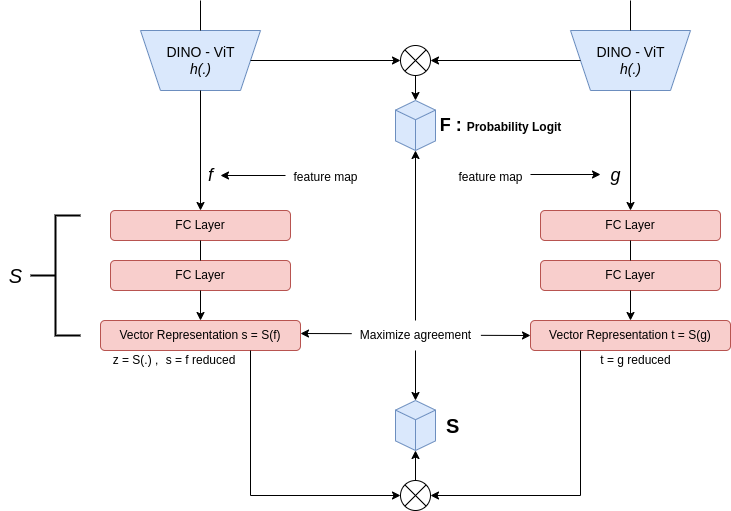 DINO - ViT
h(.)
DINO - ViT
h(.)
F : Probability Logit
f
feature map
feature map
g
FC Layer
FC Layer
S
FC Layer
FC Layer
Vector Representation s = S(f)
Maximize agreement
Vector Representation t = S(g)
z = S(.) , s = f reduced
t = g reduced
S